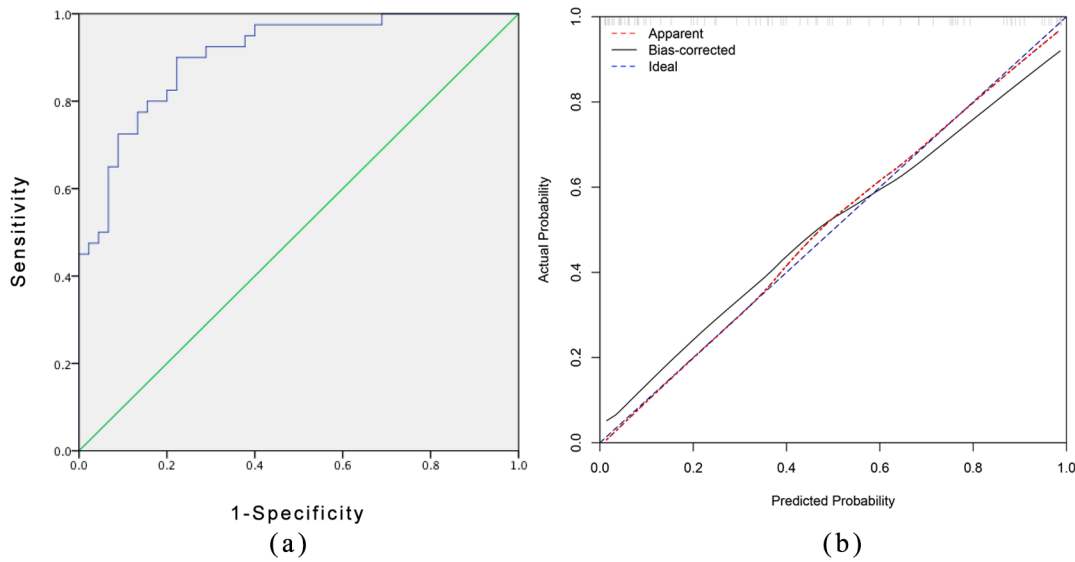 1.0
0.8
0.6
0.4
0.2
0.0
0.0 0.2 0.4 0.6 0.8 1.0
Sensitivity
1-Specificity
(a)
Apparent
Bias-corrected
Ideal
1.0
0.8
0.6
0.4
0.2
0.0
0.0 0.2 0.4 0.6 0.8 1.0
Actual Probability
Predicted Probability
(b)